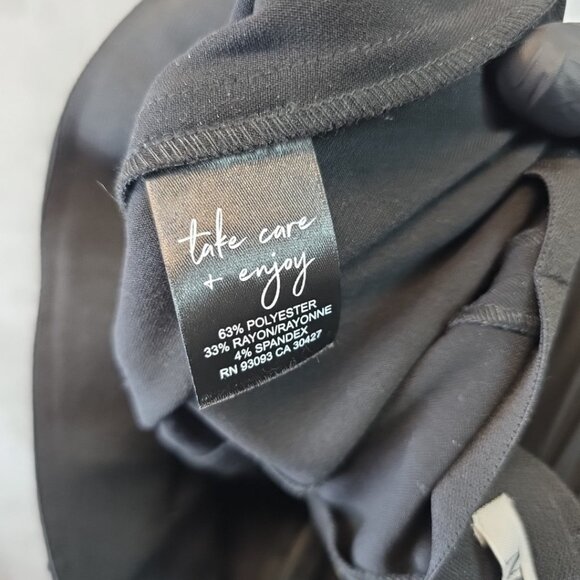 take care
+ enjoy
63% POLYESTER
33% RAYON/RAYONNE
4% SPANDEX
RN 93093 CA 30427